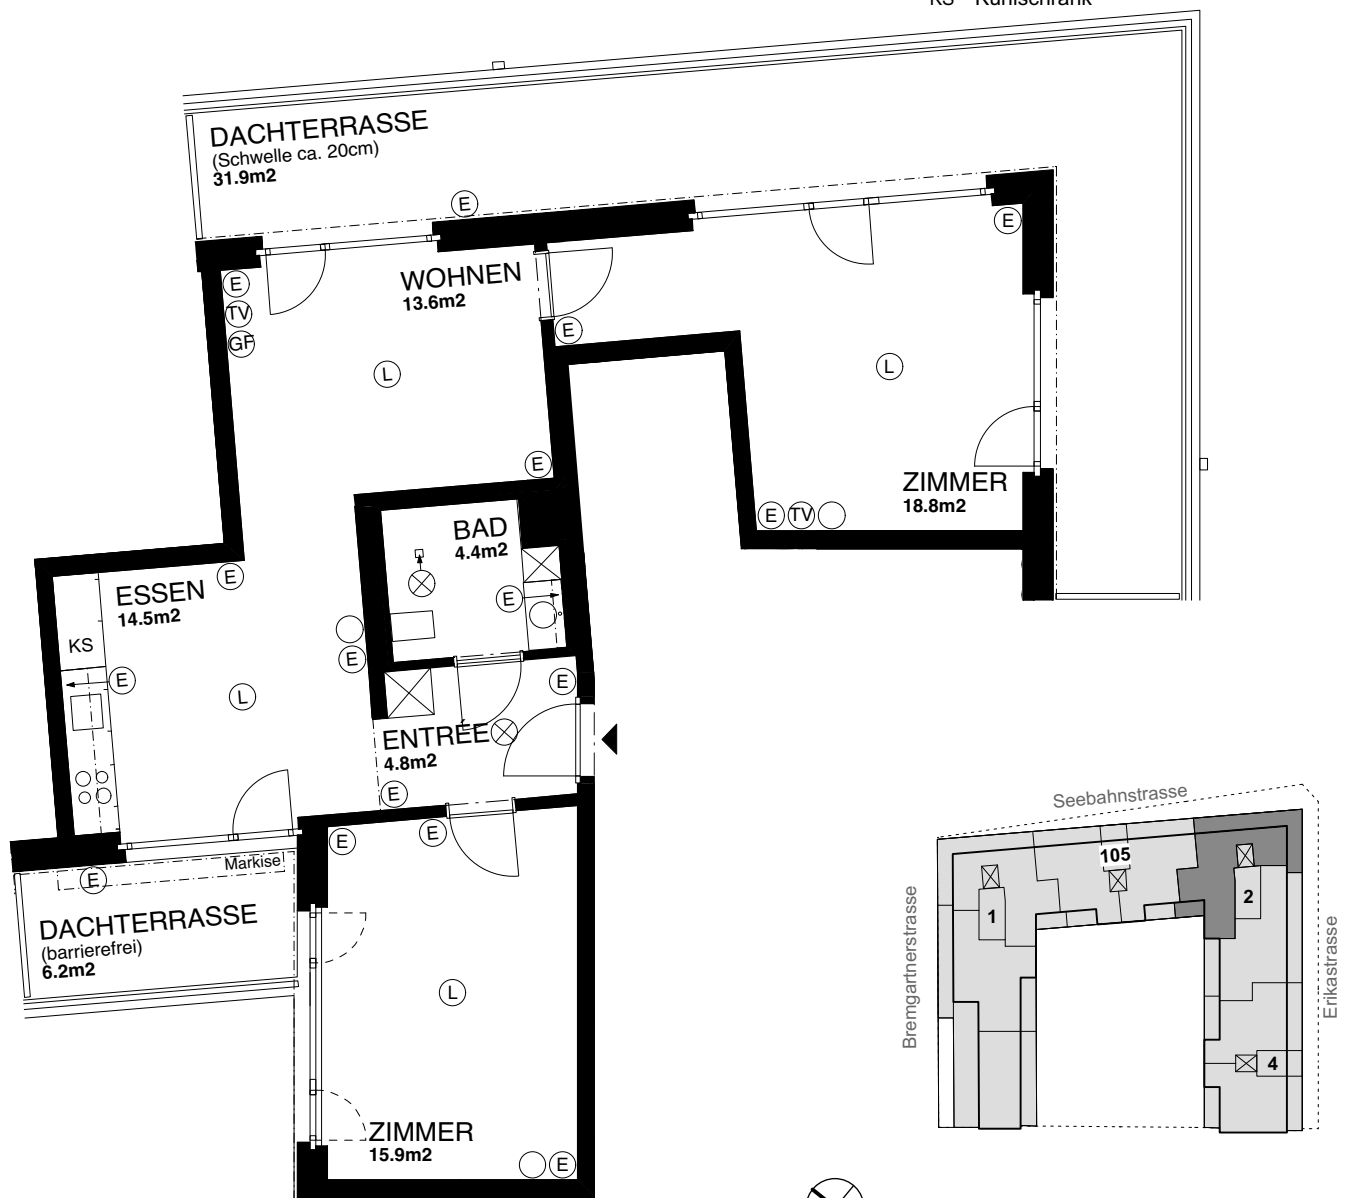 KS Kühlschrank
DACHTERRASSE
(Schwelle ca. 20cm)
31.9m2
E
E
WOHNEN
13.6m2
E
TV
GF
E
L
L
E
ZIMMER
18.8m2
E TV
BAD
4.4m2
E
E
ESSEN
14.5m2
KS
E
E
E
L
ENTREE
4.8m2
E
E
E
E
Markise
E
DACHTERRASSE
(barrierefrei)
6.2m2
L
ZIMMER
15.9m2
E
Seebahnstrasse
105
1
2
Bremgartnerstrasse
Erikastrasse
4